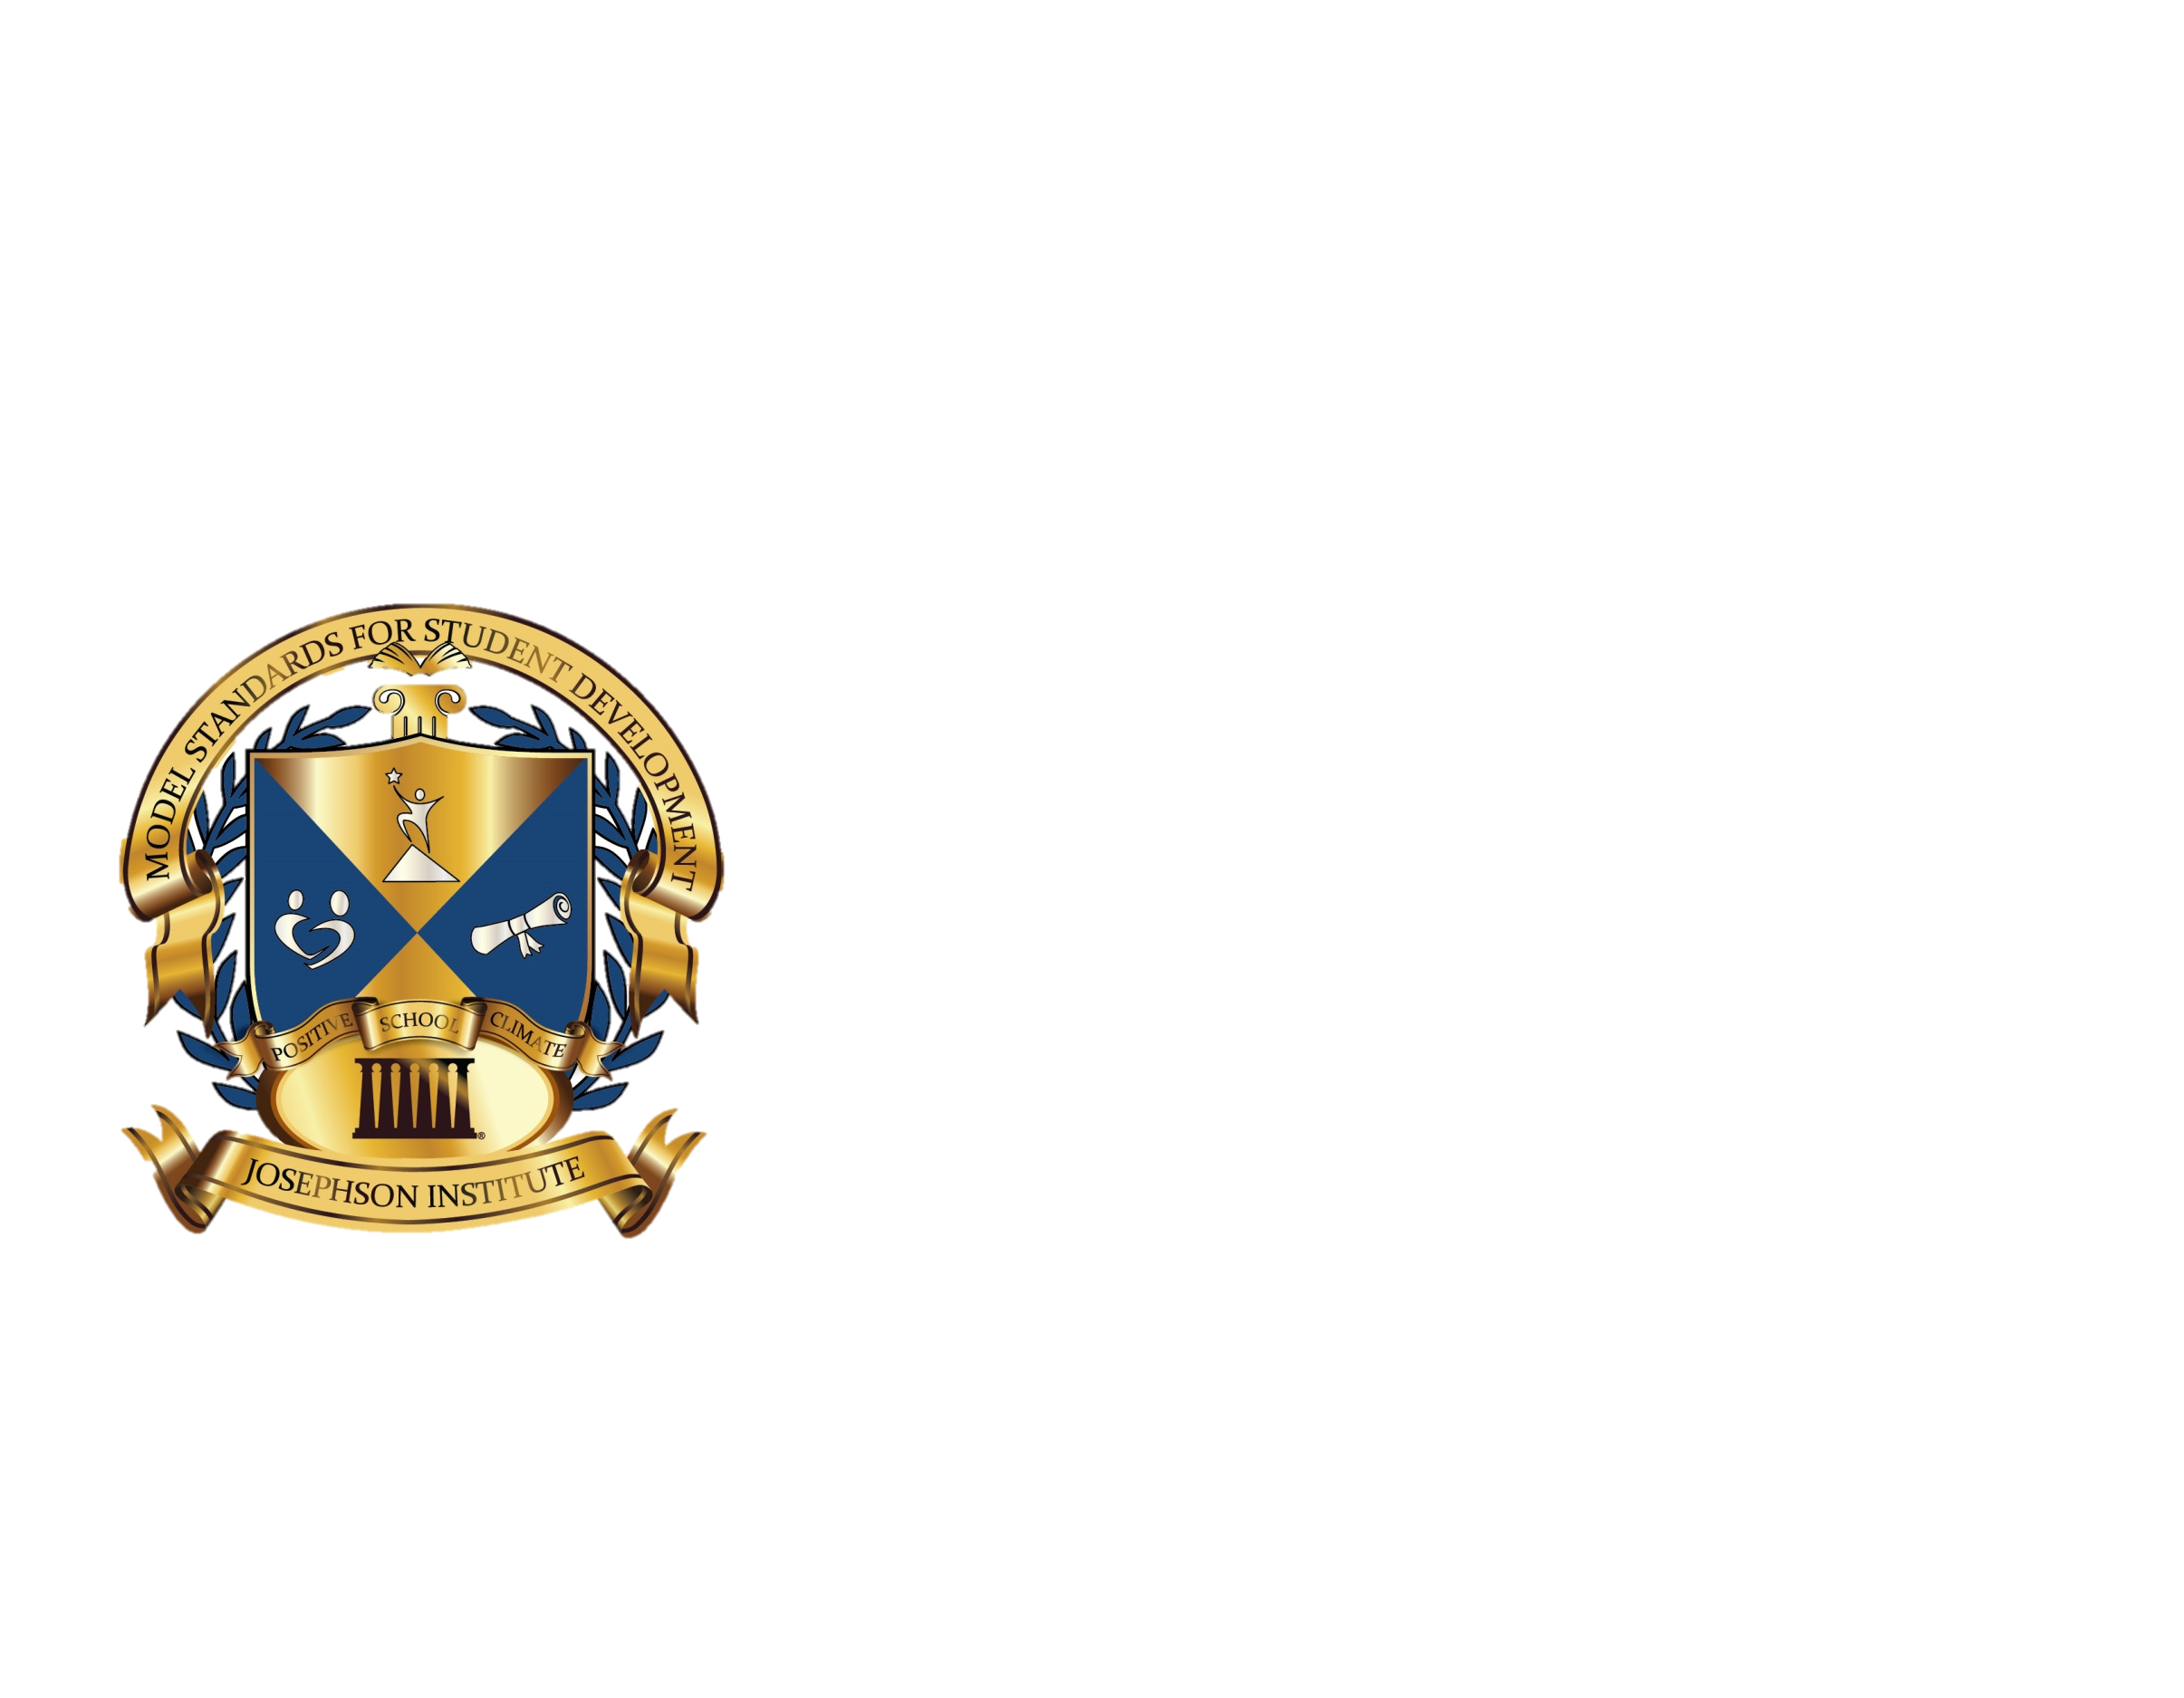 MODEL STANDARDS FOR STUDENT DEVELOPMENT
POSITIVE SCHOOL CLIMATE
®
JOSEPHSON INSTITUTE